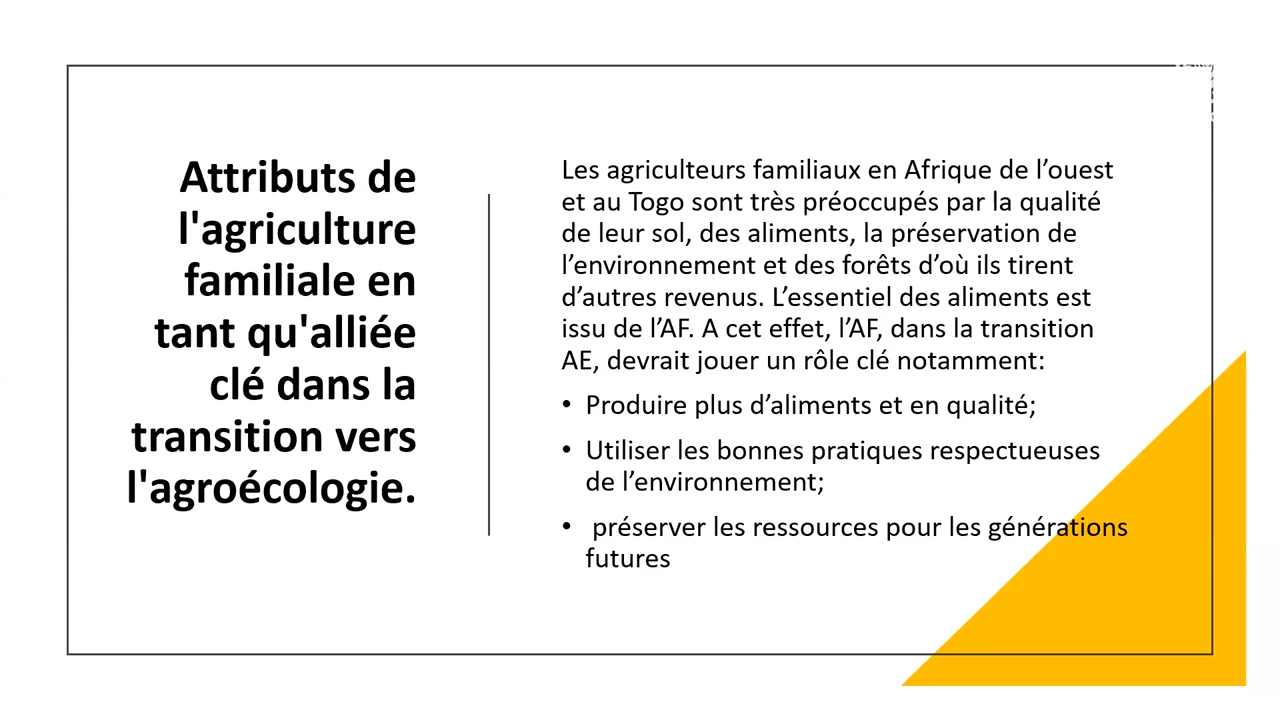 Attributs de
l'agriculture
familiale en
tant qu'alliée
clé dans la
transition vers
l'agroécologie.
Les agriculteurs familiaux en Afrique de l’ouest
et au Togo sont très préoccupés par la qualité
de leur sol, des aliments, la préservation de
l’environnement et des forêts d’où ils tirent
d’autres revenus. L’essentiel des aliments est
issu de l’AF. A cet effet, l’AF, dans la transition
AE, devrait jouer un rôle clé notamment:
• Produire plus d’aliments et en qualité;
• Utiliser les bonnes pratiques respectueuses
de l’environnement;
• préserver les ressources pour les générations
futures